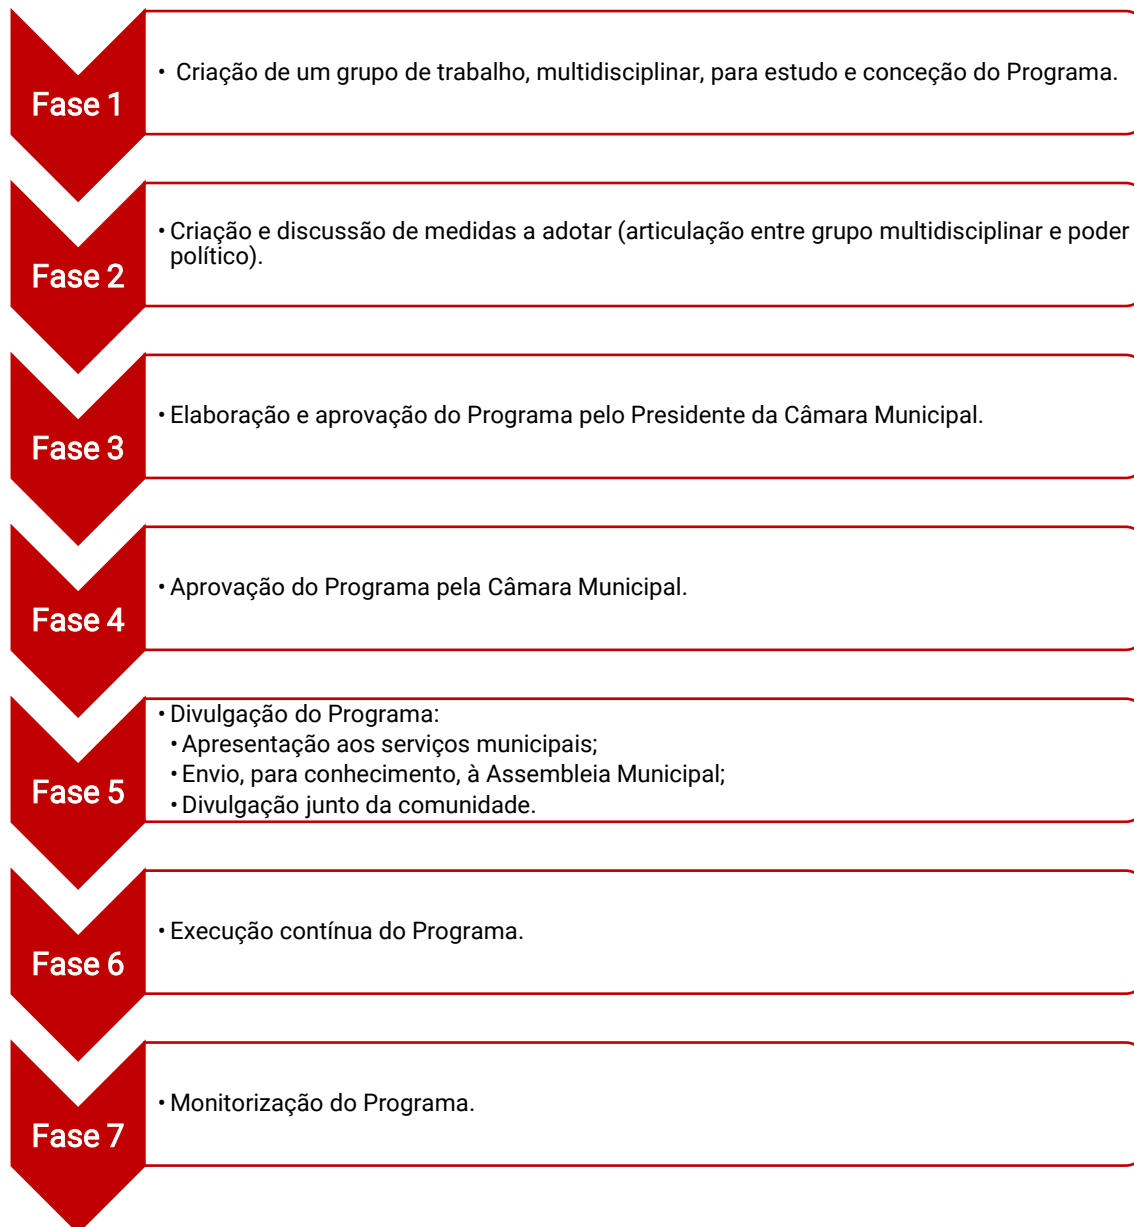 Fase 1
• Criação de um grupo de trabalho, multidisciplinar, para estudo e conceção do Programa.
Fase 2
• Criação e discussão de medidas a adotar (articulação entre grupo multidisciplinar e poder
político).
Fase 3
• Elaboração e aprovação do Programa pelo Presidente da Câmara Municipal.
Fase 4
• Aprovação do Programa pela Câmara Municipal.
Fase 5
• Divulgação do Programa:
• Apresentação aos serviços municipais;
• Envio, para conhecimento, à Assembleia Municipal;
• Divulgação junto da comunidade.
Fase 6
• Execução contínua do Programa.
Fase 7
• Monitorização do Programa.